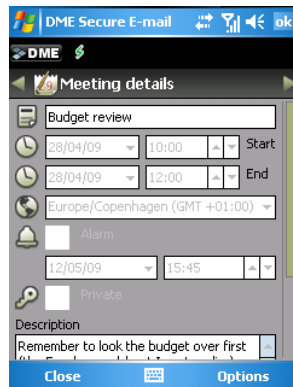 DME Secure E-mail ok
DME
Meeting details
Budget review
28/04/09 10:00 Start
28/04/09 12:00 End
Europe/Copenhagen (GMT +01:00)
Alarm
12/05/09 15:45
Private
Description
Remember to look the budget over first
Close Options